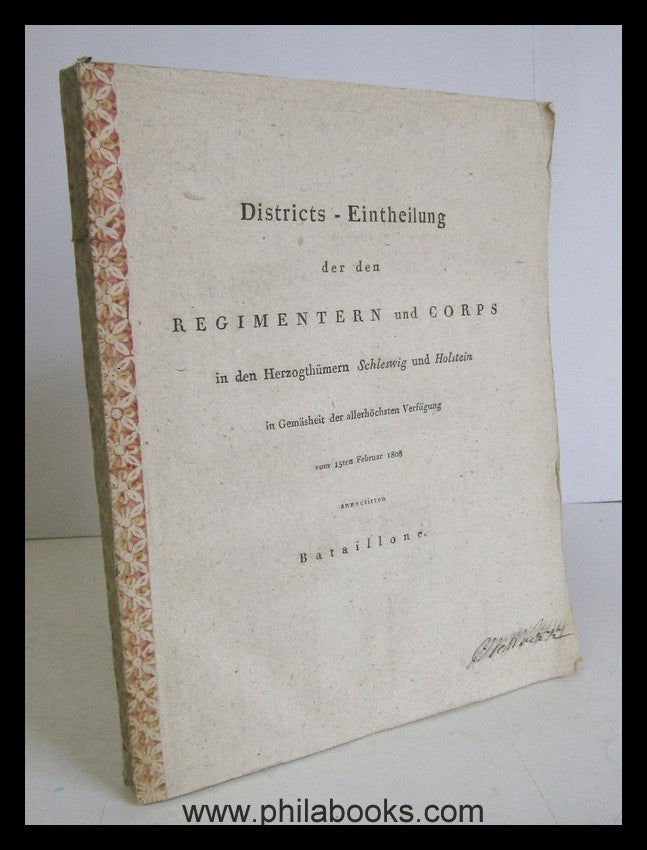 Districts - Eintheilung
der den
REGIMENTERN und CORPS
in den Herzogthümern Schleswig und Holstein
in Gemäsheit der allerhöchsten Verfügung
vom 15ten Februar 1808
annectirten
Bataillone.
www.philabooks.com